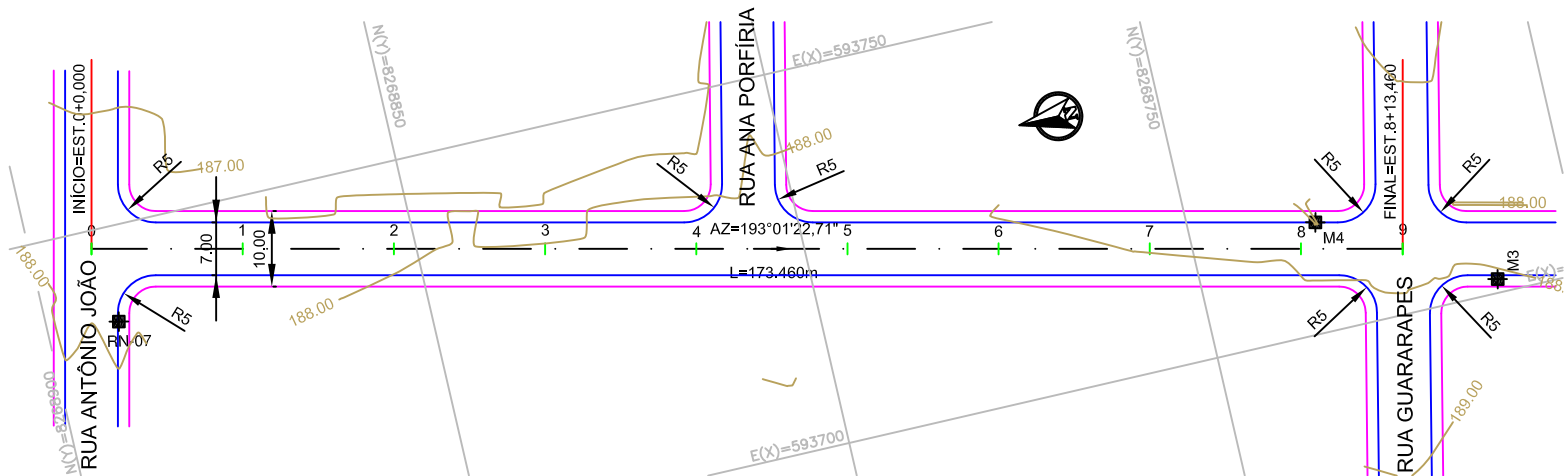 RUA ANTÔNIO JOÃO
INÍCIO=EST.0+0,000
R5
187.00
188.00
N(Y)=8268900
RN-07
R5
7.00
10.00
188.00
N(Y)=8268850
RUA ANA PORFÍRIA
R5
R5
188.00
E(X)=593750
0
1
2
3
4
5
6
7
8
9
AZ=193°01'22,71"
L=173.460m
E(X)=593700
N(Y)=8268750
R5
FINAL=EST.8+13,460
R5
188.00
M4
M3
R5
R5
RUA GUARARAPES
189.00